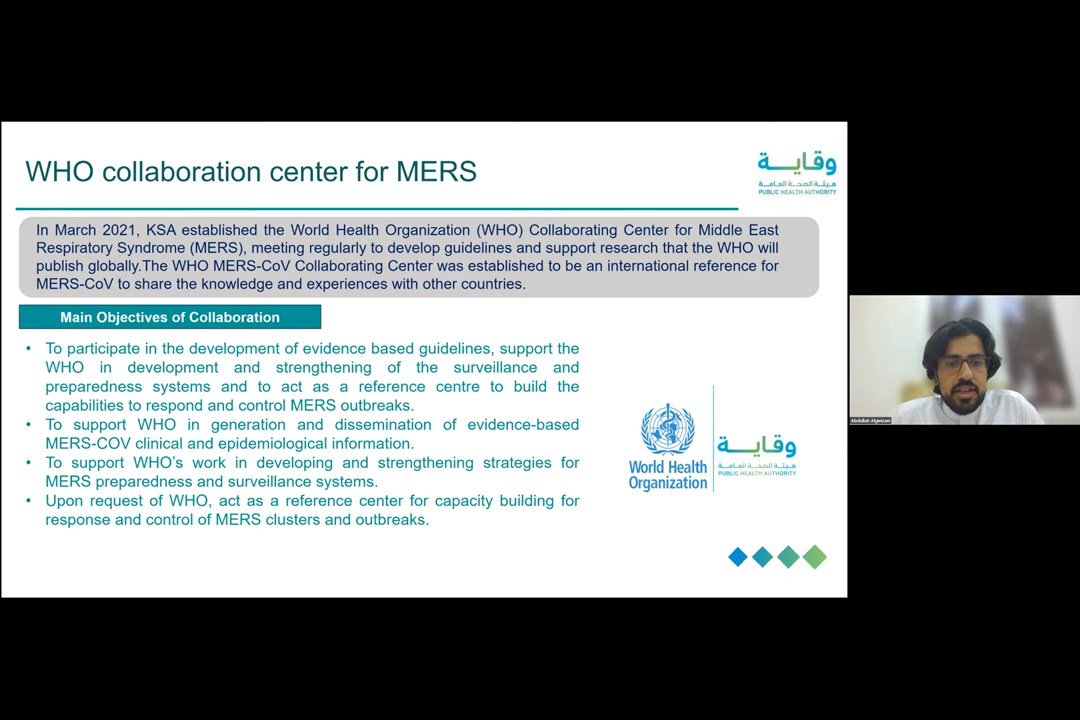 WHO collaboration center for MERS
وقاية
هيئة الصحة العامة
PUBLIC HEALTH AUTHORITY
In March 2021, KSA established the World Health Organization (WHO) Collaborating Center for Middle East
Respiratory Syndrome (MERS), meeting regularly to develop guidelines and support research that the WHO will
publish globally.The WHO MERS-CoV Collaborating Center was established to be an international reference for
MERS-CoV to share the knowledge and experiences with other countries.
Main Objectives of Collaboration
• To participate in the development of evidence based guidelines, support the
WHO in development and strengthening of the surveillance and
preparedness systems and to act as a reference centre to build the
capabilities to respond and control MERS outbreaks.
• To support WHO in generation and dissemination of evidence-based
MERS-COV clinical and epidemiological information.
• To support WHO's work in developing and strengthening strategies for
MERS preparedness and surveillance systems.
• Upon request of WHO, act as a reference center for capacity building for
response and control of MERS clusters and outbreaks.
World Health
Organization
وقاية
هيئة الصحة العامة
PUBLIC HEALTH AUTHORITY
Abdullah Algwizani